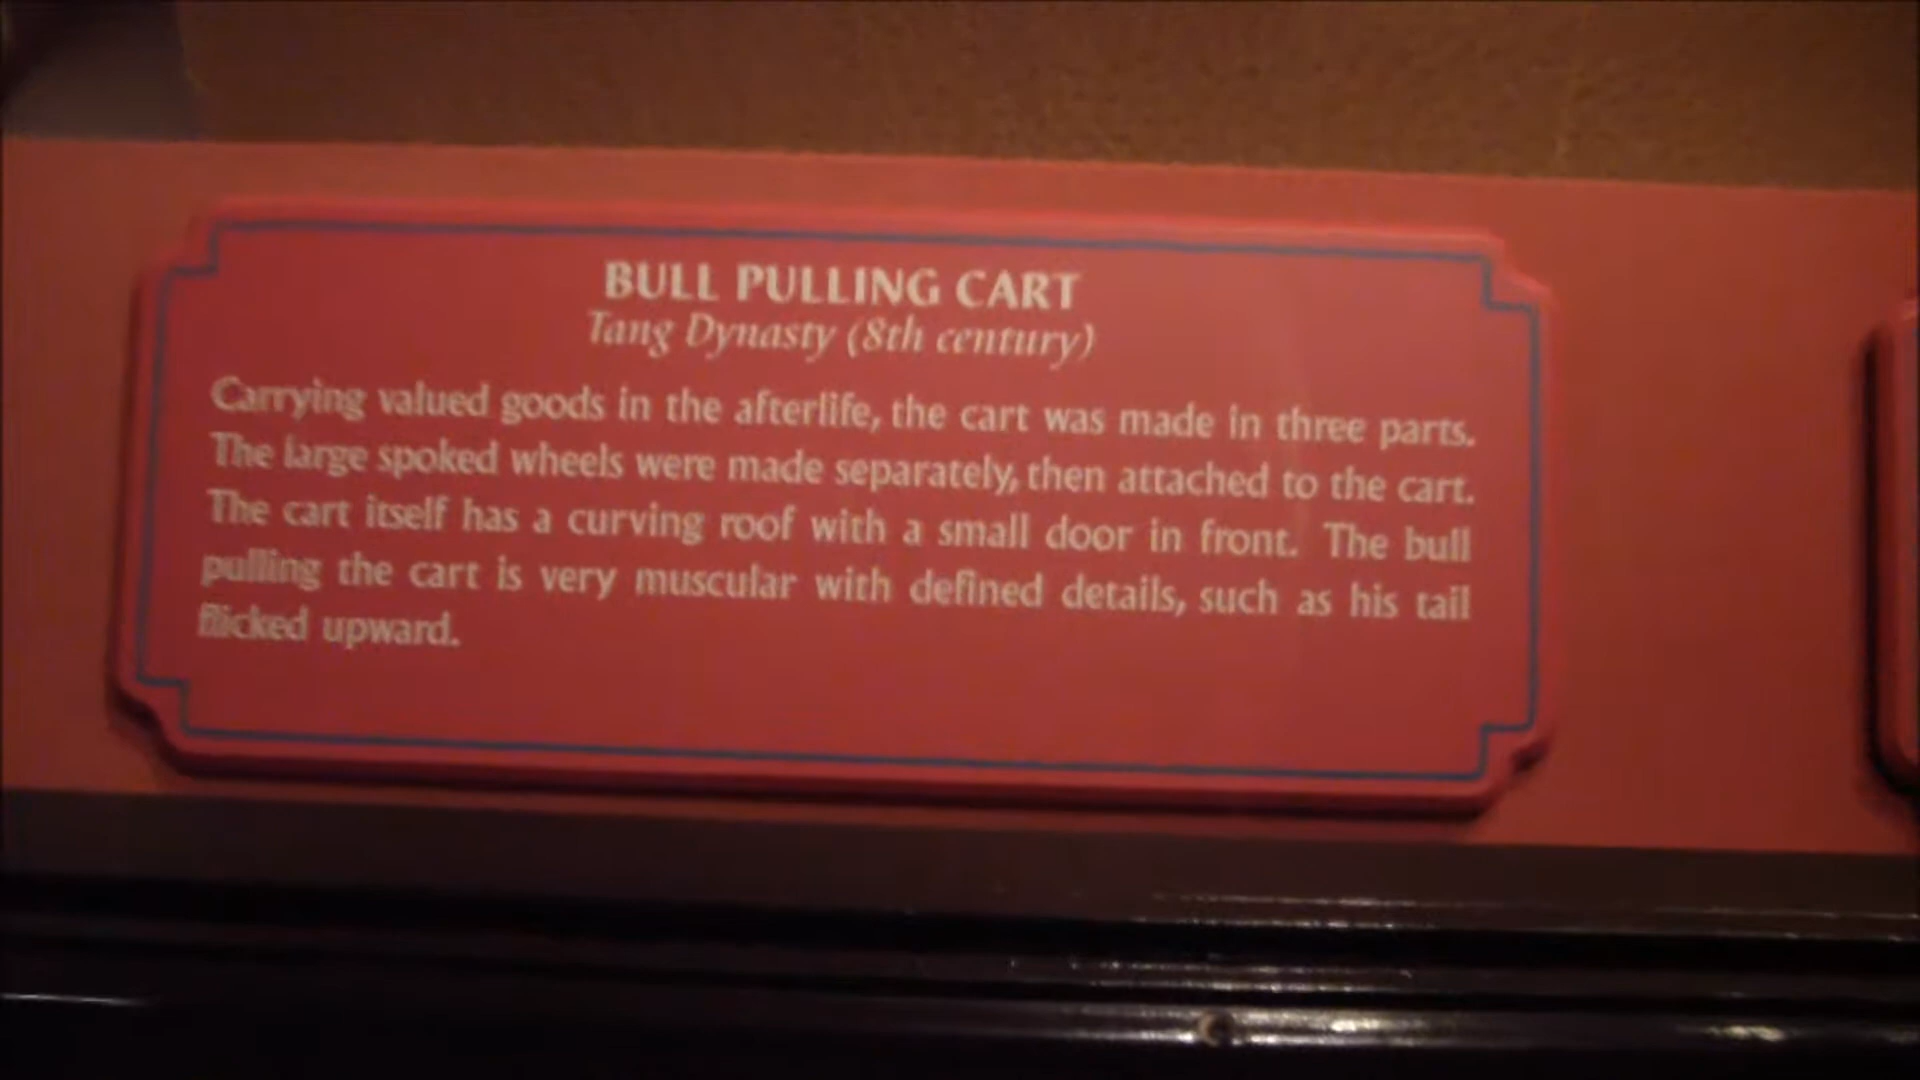 BULL PULLING CART
Tang Dynasty (8th century)
Carrying valued goods in the afterlife, the cart was made in three parts.
The large spoked wheels were made separately, then attached to the cart.
The cart itself has a curving roof with a small door in front. The bull
pulling the cart is very muscular with defined details, such as his tail
flicked upward.